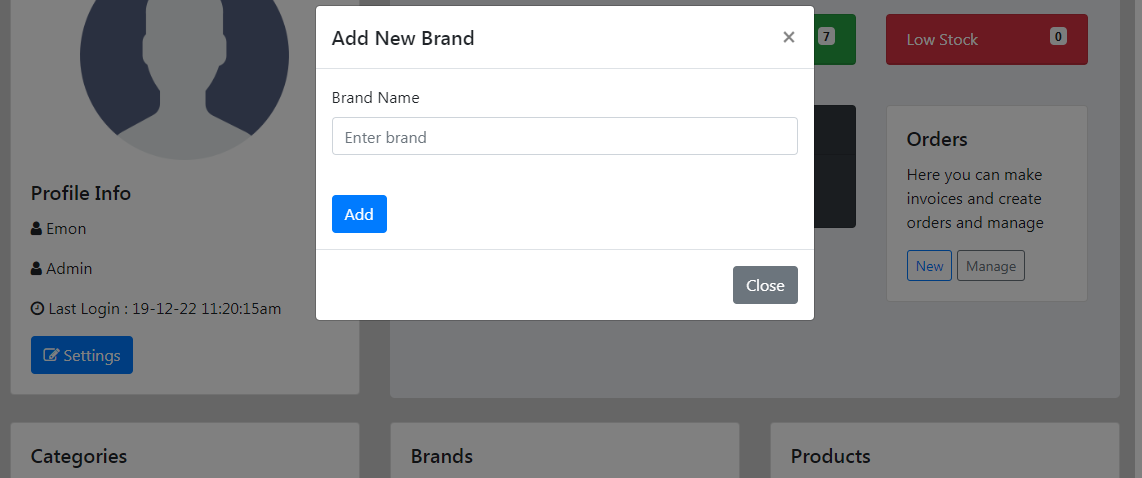 Add New Brand
×
7
Low Stock
0
Brand Name
Enter brand
Add
Close
Profile Info
Emon
Admin
Last Login : 19-12-22 11:20:15am
Settings
Orders
Here you can make
invoices and create
orders and manage
New
Manage
Categories
Brands
Products